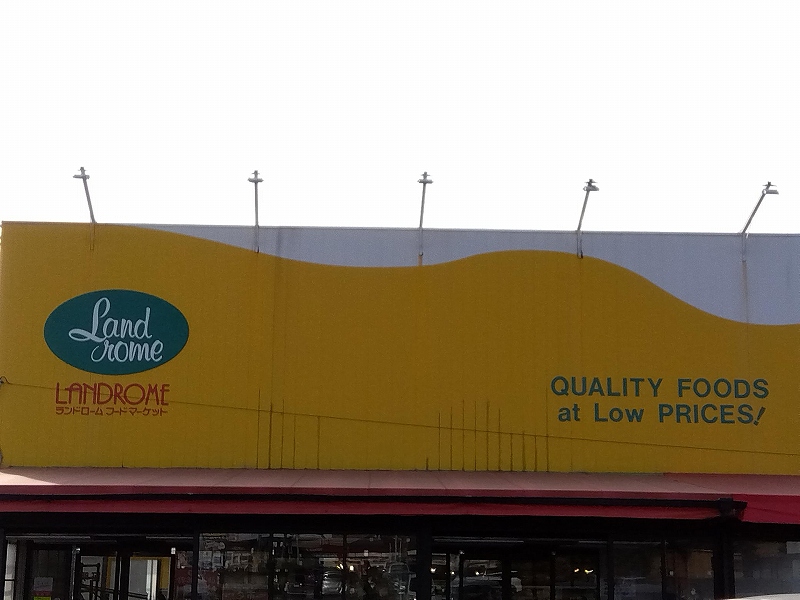 Land
rome
LANDROME
ランドローム フードマーケット
QUALITY FOODS
at Low PRICES!